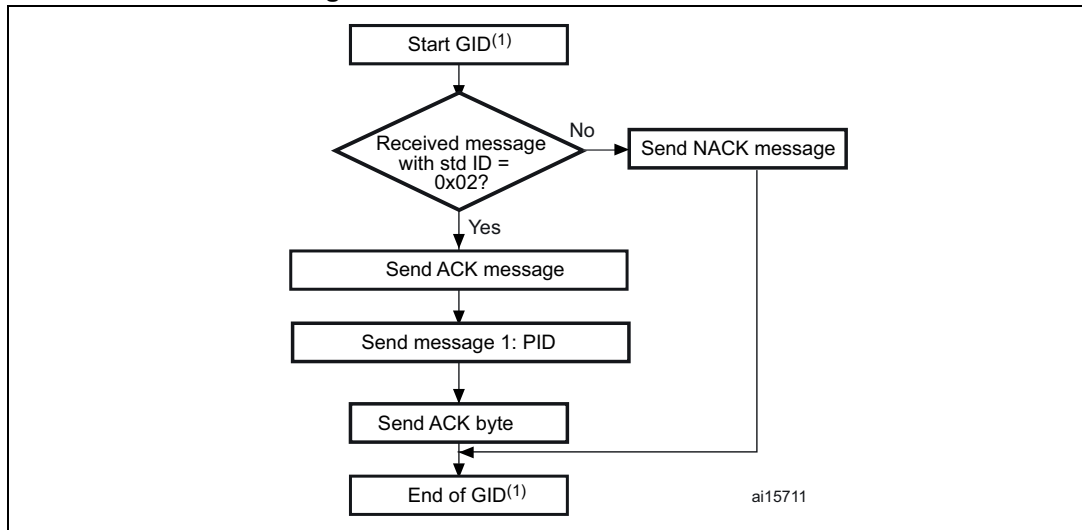 Start GID(1)
Received message
with std ID =
0x02?
No
Send NACK message
Yes
Send ACK message
Send message 1: PID
Send ACK byte
End of GID(1)
ai15711